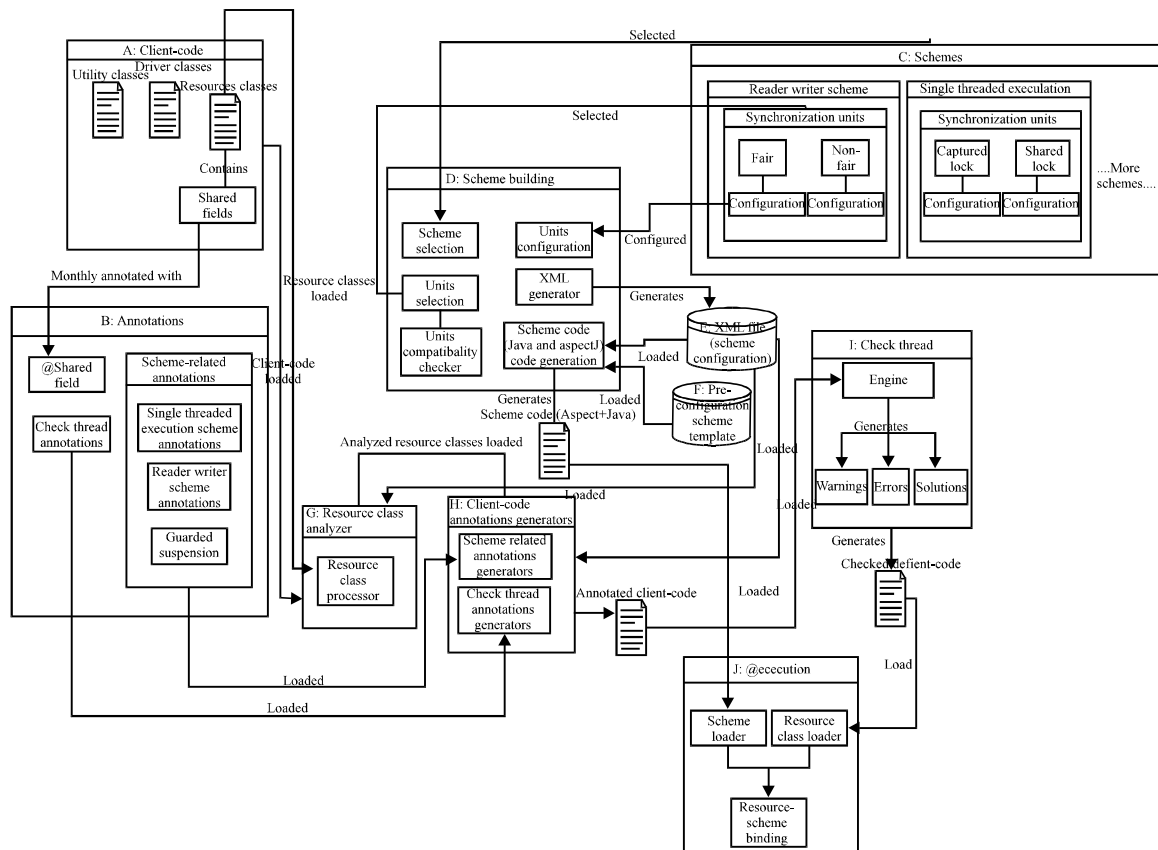 Selected
A: Client-code
Driver classes
Utility classes
Resources classes
Contains
Shared
fields
C: Schemes
Reader writer scheme
Synchronization units
Fair
Non-
fair
Configuration
Configuration
Single threaded execulation
Synchronization units
Captured
lock
Shared
lock
Configuration
Configuration
....More
schemes....
Selected
D: Scheme building
Scheme
selection
Units
configuration
Configured
Units
selection
XML
generator
Generates
Units
compatibality
checker
Scheme code
(Java and aspectJ)
code generation
E: XML file
(scheme
configuration)
Loaded
F: Pre-
configuration
scheme
template
Loaded
Generates
Scheme code (Aspect+Java)
Monthly annotated with
Resource classes
loaded
B: Annotations
@Shared
field
Scheme-related
annotations
Client-code
loaded
Check thread
annotations
Single threaded
execution scheme
annotations
Reader writer
scheme
annotations
Guarded
suspension
Analyzed resource classes loaded
Loaded
Loaded
G: Resource class
analyzer
Resource
class
processor
H: Client-code
annotations generators
Scheme related
annotations
generators
Check thread
annotations
generators
Annotated client-code
Loaded
Loaded
Loaded
Loaded
I: Check thread
Engine
Generates
Warnings
Errors
Solutions
Generates
Checked defient-code
Load
J: @ececution
Scheme
loader
Resource
class loader
Resource-
scheme
binding